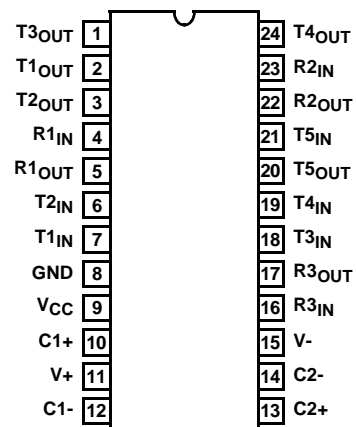 T3OUT 1 24 T4OUT
T1OUT 2 23 R2IN
T2OUT 3 22 R2OUT
R1IN 4 21 T5IN
R1OUT 5 20 T5OUT
T2IN 6 19 T4IN
T1IN 7 18 T3IN
GND 8 17 R3OUT
VCC 9 16 R3IN
C1+ 10 15 V-
V+ 11 14 C2-
C1- 12 13 C2+